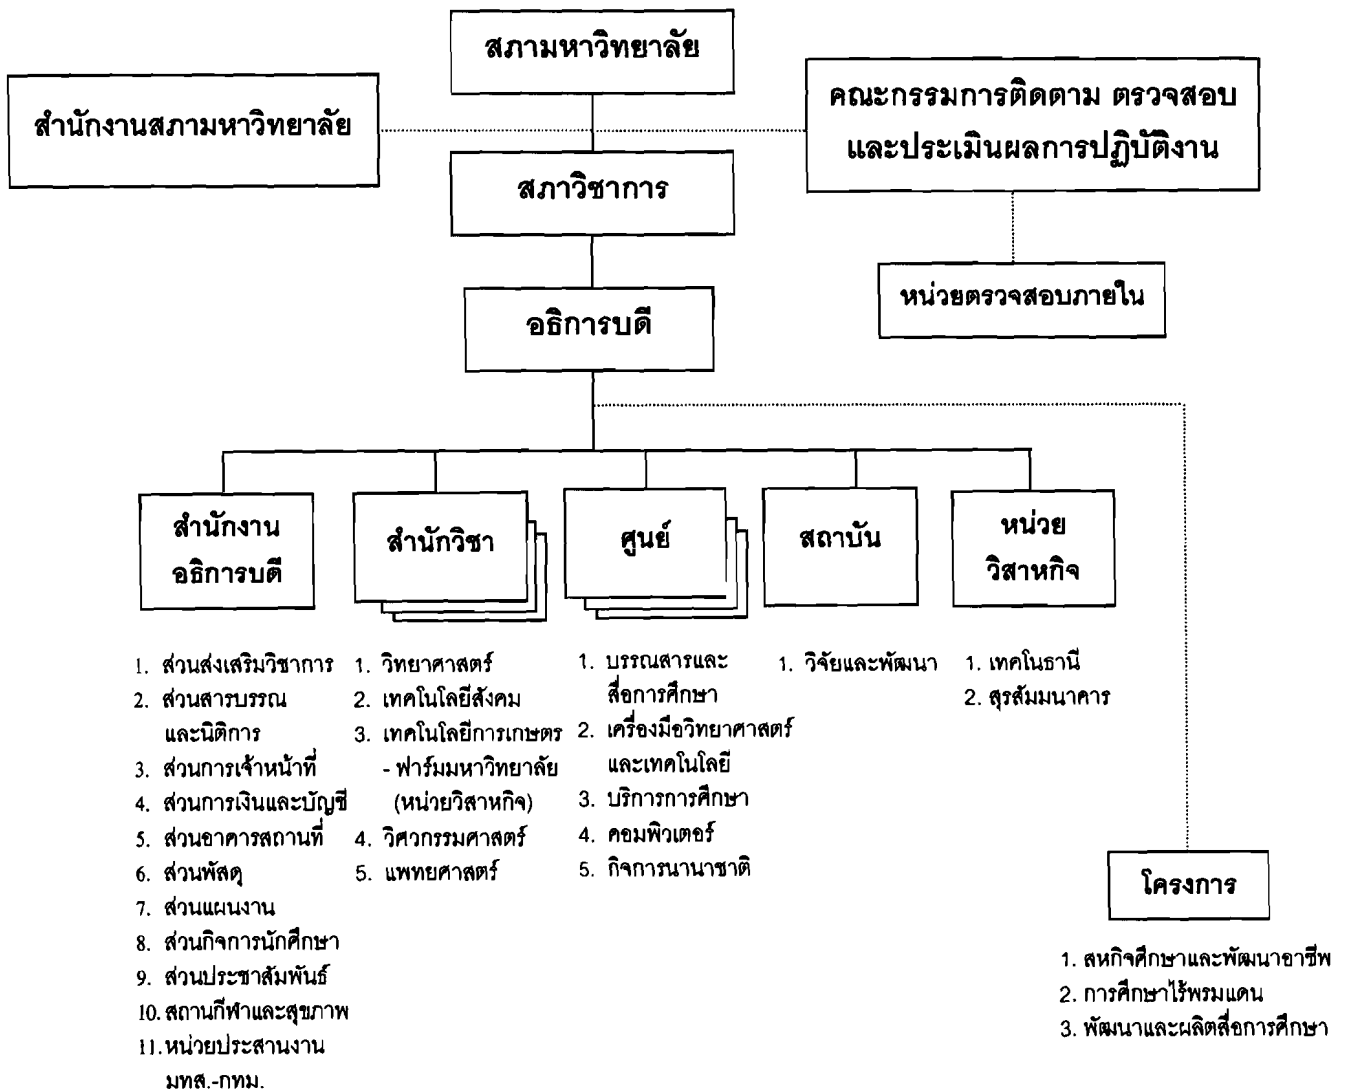 สภามหาวิทยาลัย
สำนักงานสภามหาวิทยาลัย
คณะกรรมการติดตาม ตรวจสอบ
และประเมินผลการปฏิบัติงาน
สภาวิชาการ
หน่วยตรวจสอบภายใน
อธิการบดี
สำนักงาน
อธิการบดี
สำนักวิชา
ศูนย์
สถาบัน
หน่วย
วิสาหกิจ
1. ส่วนส่งเสริมวิชาการ
2. ส่วนสารบรรณ
และนิติการ
3. ส่วนการเจ้าหน้าที่
4. ส่วนการเงินและบัญชี
5. ส่วนอาคารสถานที่
6. ส่วนพัสดุ
7. ส่วนแผนงาน
8. ส่วนกิจการนักศึกษา
9. ส่วนประชาสัมพันธ์
10. สถานกีฬาและสุขภาพ
11. หน่วยประสานงาน
มทส.-กทม.
1. วิทยาศาสตร์
2. เทคโนโลยีสังคม
3. เทคโนโลยีการเกษตร
- ฟาร์มมหาวิทยาลัย
(หน่วยวิสาหกิจ)
4. วิศวกรรมศาสตร์
5. แพทยศาสตร์
1. บรรณสารและ
สื่อการศึกษา
2. เครื่องมือวิทยาศาสตร์
และเทคโนโลยี
3. บริการการศึกษา
4. คอมพิวเตอร์
5. กิจการนานาชาติ
1. วิจัยและพัฒนา
1. เทคโนธานี
2. สุรสัมมนาคาร
โครงการ
1. สหกิจศึกษาและพัฒนาอาชีพ
2. การศึกษาไร้พรมแดน
3. พัฒนาและผลิตสื่อการศึกษา